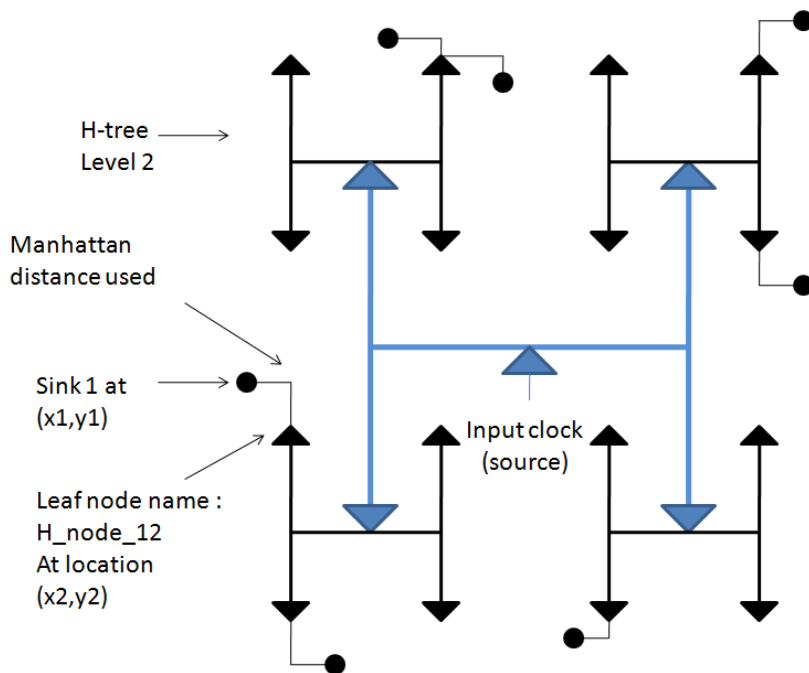 H-tree
Level 2
Manhattan
distance used
Sink 1 at
(x1,y1)
Input clock
(source)
Leaf node name :
H_node_12
At location
(x2,y2)